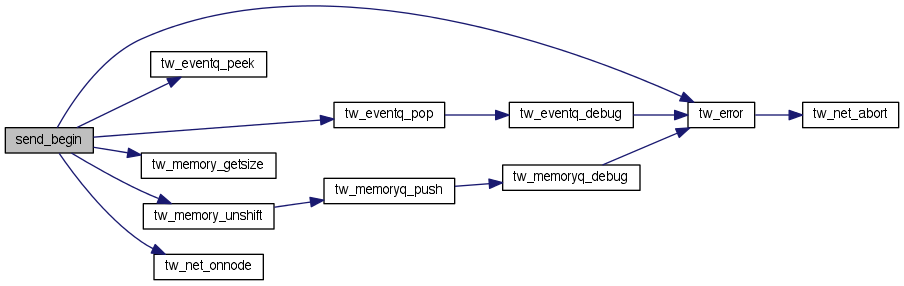 send_begin
tw_eventq_peek
tw_eventq_pop
tw_eventq_debug
tw_error
tw_net_abort
tw_memory_getsize
tw_memory_unshift
tw_memoryq_push
tw_memoryq_debug
tw_net_onnode